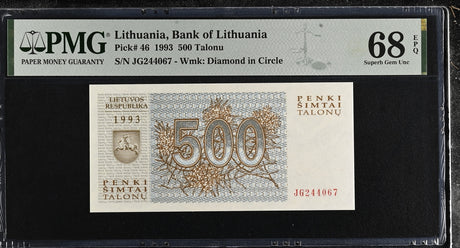 PMG
PAPER MONEY GUARANTY
Lithuania, Bank of Lithuania
Pick# 46 1993 500 Talonu
S/N JG244067 - Wmk: Diamond in Circle
68 EPQ
Superb Gem Unc
LIETUVOS
RESPUBLIKA
1993
500
PENKI
ŠIMTAI
TALONŲ
PENKI
ŠIMTAI
TALONŲ
JG244067